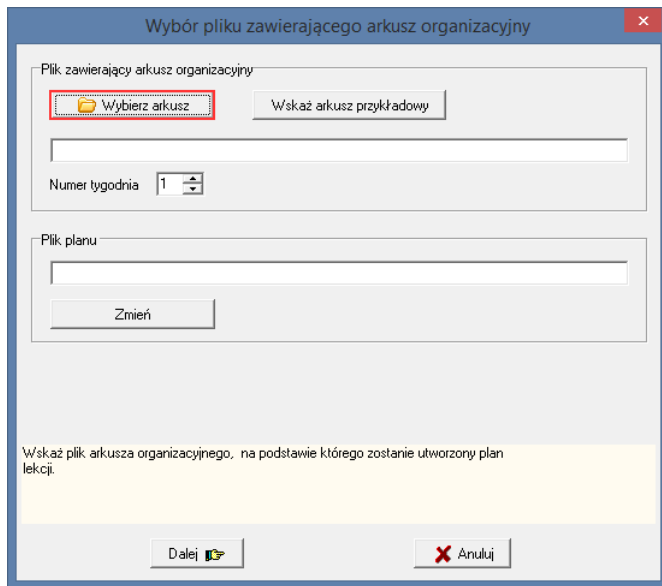 Wybór pliku zawierającego arkusz organizacyjny
Plik zawierający arkusz organizacyjny
Wybierz arkusz
Wskaż arkusz przykładowy
Numer tygodnia 1
Plik planu
Zmień
Wskaż plik arkusza organizacyjnego, na podstawie którego zostanie utworzony plan
lekcji.
Dalej
Anuluj